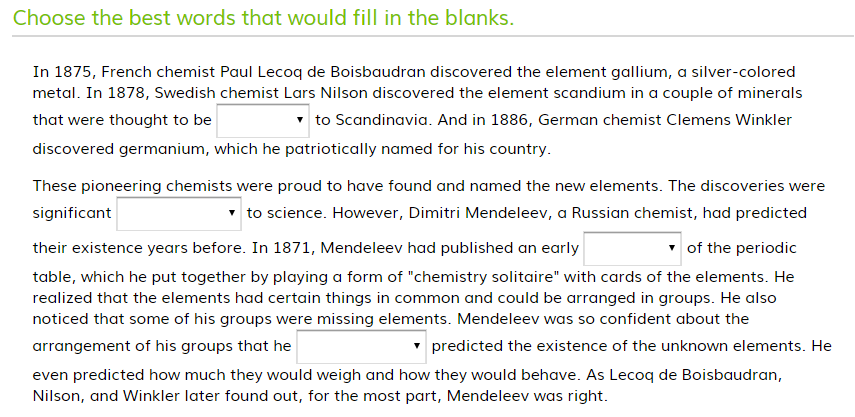 Choose the best words that would fill in the blanks.
In 1875, French chemist Paul Lecoq de Boisbaudran discovered the element gallium, a silver-colored
metal. In 1878, Swedish chemist Lars Nilson discovered the element scandium in a couple of minerals
that were thought to be to Scandinavia. And in 1886, German chemist Clemens Winkler
discovered germanium, which he patriotically named for his country.
These pioneering chemists were proud to have found and named the new elements. The discoveries were
significant to science. However, Dimitri Mendeleev, a Russian chemist, had predicted
their existence years before. In 1871, Mendeleev had published an early of the periodic
table, which he put together by playing a form of "chemistry solitaire" with cards of the elements. He
realized that the elements had certain things in common and could be arranged in groups. He also
noticed that some of his groups were missing elements. Mendeleev was so confident about the
arrangement of his groups that he predicted the existence of the unknown elements. He
even predicted how much they would weigh and how they would behave. As Lecoq de Boisbaudran,
Nilson, and Winkler later found out, for the most part, Mendeleev was right.